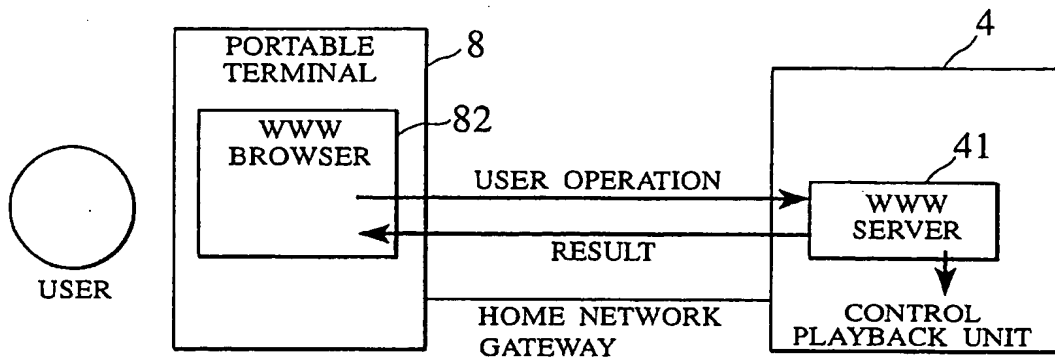 PORTABLE
TERMINAL
8
4
WWW
BROWSER
82
41
USER OPERATION
WWW
SERVER
RESULT
USER
HOME NETWORK
GATEWAY
CONTROL
PLAYBACK UNIT